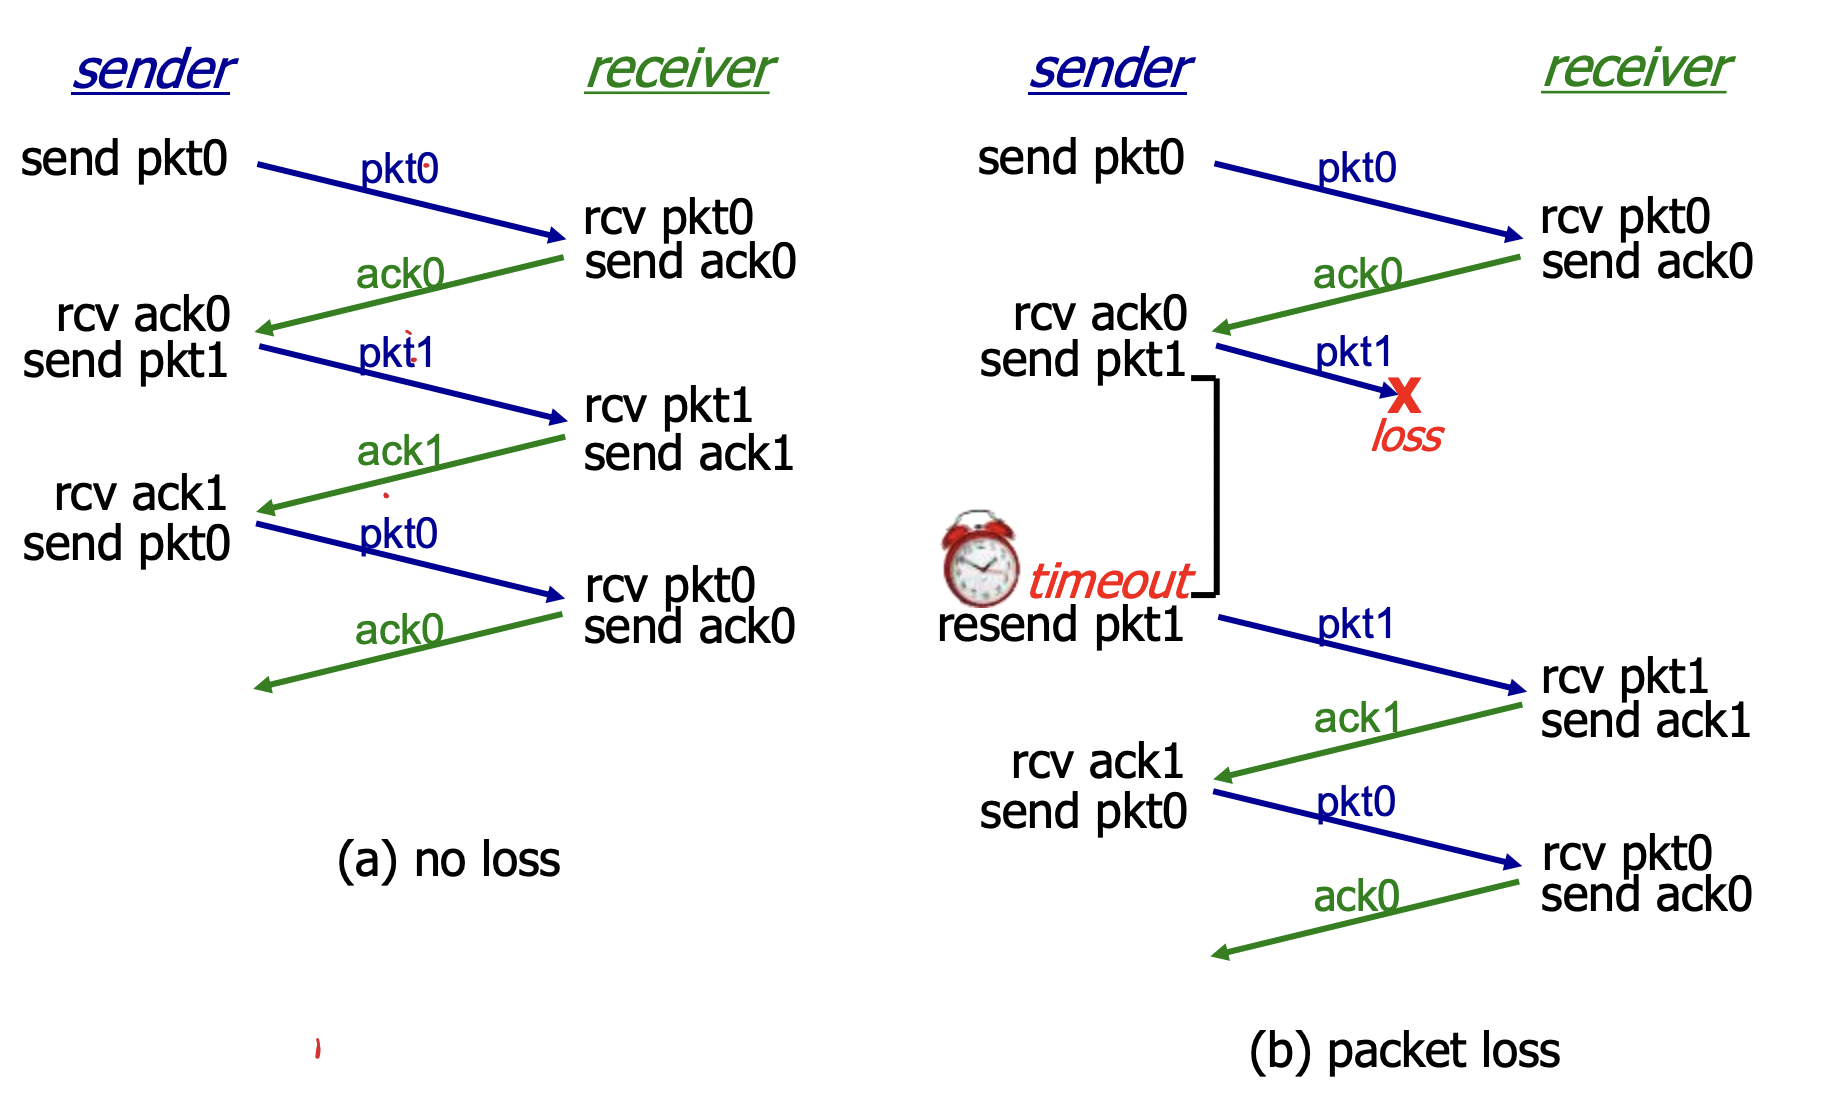 sender
receiver
send pkt0
pkt0
rcv pkt0
send ack0
ack0
rcv ack0
send pkt1
pkt1
rcv pkt1
send ack1
ack1
rcv ack1
send pkt0
pkt0
rcv pkt0
send ack0
ack0
(a) no loss
sender
receiver
send pkt0
pkt0
rcv pkt0
send ack0
ack0
rcv ack0
send pkt1
pkt1
X
loss
timeout
resend pkt1
pkt1
rcv pkt1
send ack1
ack1
rcv ack1
send pkt0
pkt0
rcv pkt0
send ack0
ack0
(b) packet loss